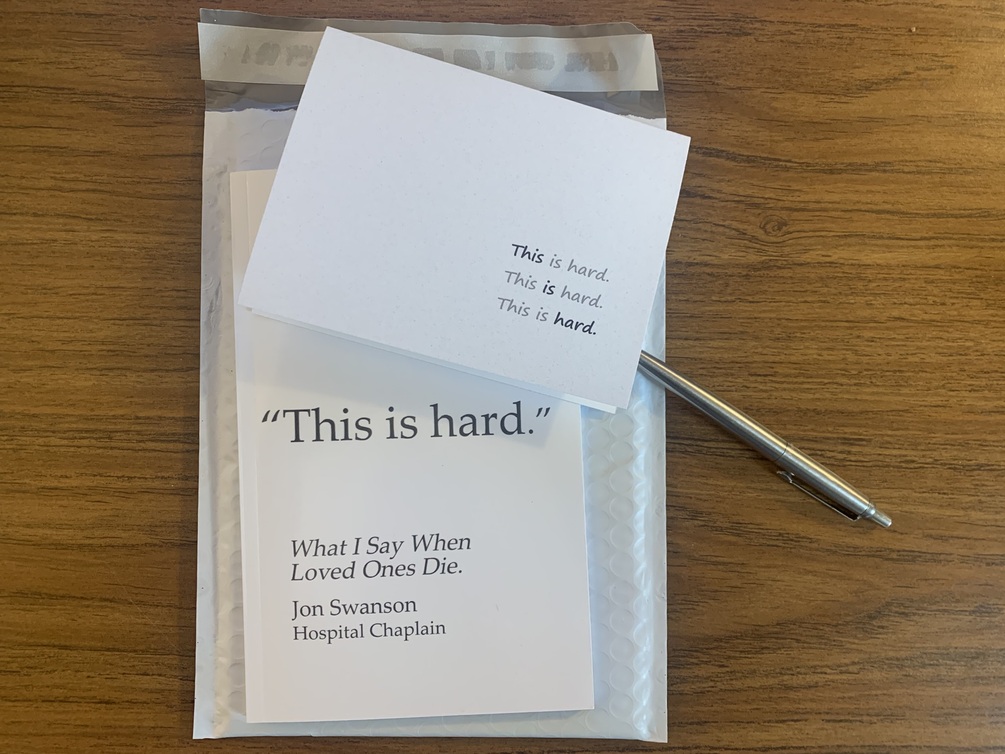 This is hard.
This is hard.
This is hard.
“This is hard.”
What I Say When
Loved Ones Die.
Jon Swanson
Hospital Chaplain